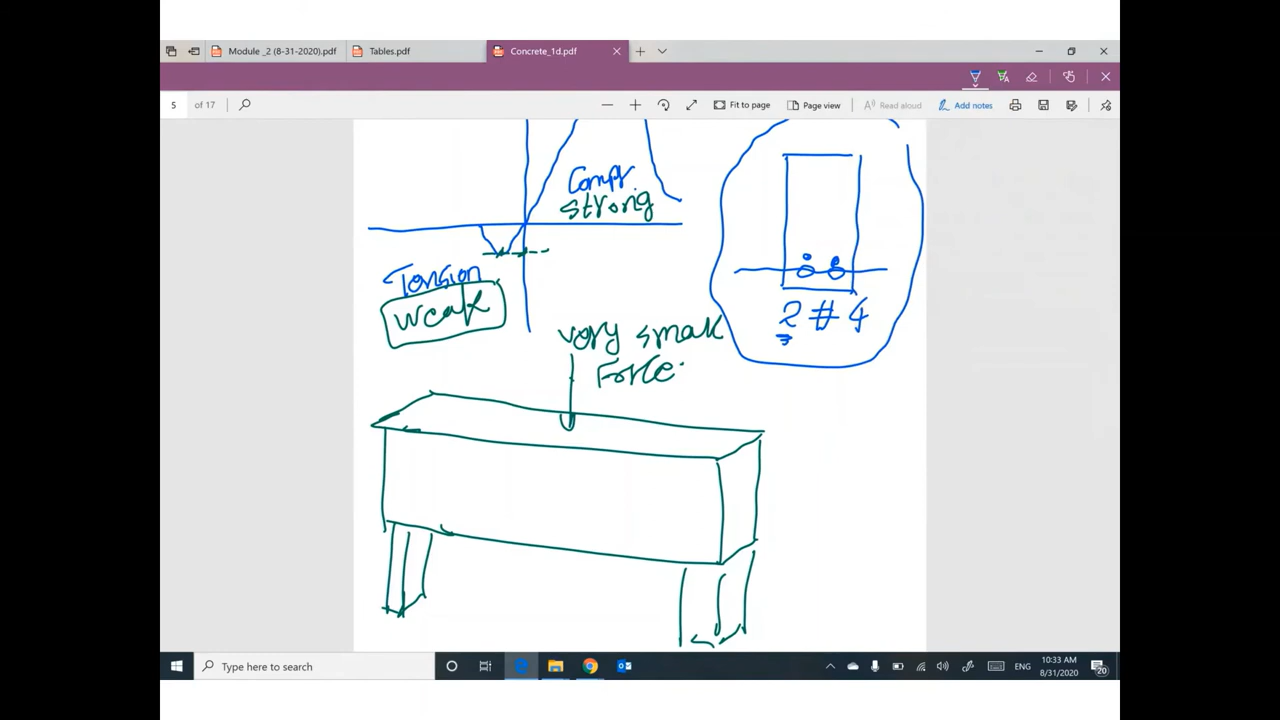 Module _2 (8-31-2020).pdf
Tables.pdf
Concrete_1d.pdf
5 of 17
Fit to page
Page view
Read aloud
Add notes
Compr
strong
Tension
Weak
2 # 4
very small
Force
Type here to search
ENG
10:33 AM
8/31/2020
20